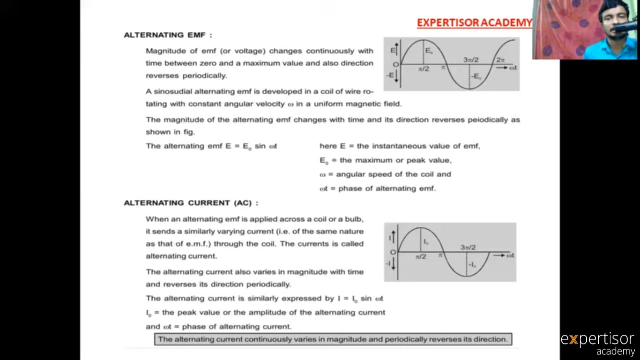 EXPERTISOR ACADEMY
ALTERNATING EMF :
Magnitude of emf (or voltage) changes continuously with
time between zero and a maximum value and also direction
reverses periodically.
A sinosudial alternating emf is developed in a coil of wire ro-
tating with constant angular velocity ω in a uniform magnetic
field.
E
E₀
O
-E
π/2
π
3π/2
2π
ωt
-E₀
The magnitude of the alternating emf changes with time and its direction reverses peiodically as
shown in fig.
The alternating emf E = E₀ sin ωt
here E = the instantaneous value of emf,
E₀ = the maximum or peak value,
ω = angular speed of the coil and
ωt = phase of alternating emf.
ALTERNATING CURRENT (AC) :
When an alternating emf is applied across a coil or a bulb,
it sends a similarly varying current (i.e. of the same nature
as that of e.m.f.) through the coil. The currents is called
alternating current.
The alternating current also varies in magnitude with time
and reverses its direction periodically.
I
I₀
O
-I
π/2
π
3π/2
ωt
-I₀
The alternating current is similarly expressed by I = I₀ sin ωt
I₀ = the peak value or the amplitude of the alternating current
and ωt = phase of alternating current.
The alternating current continuously varies in magnitude and periodically reverses its direction.
expertisor
academy